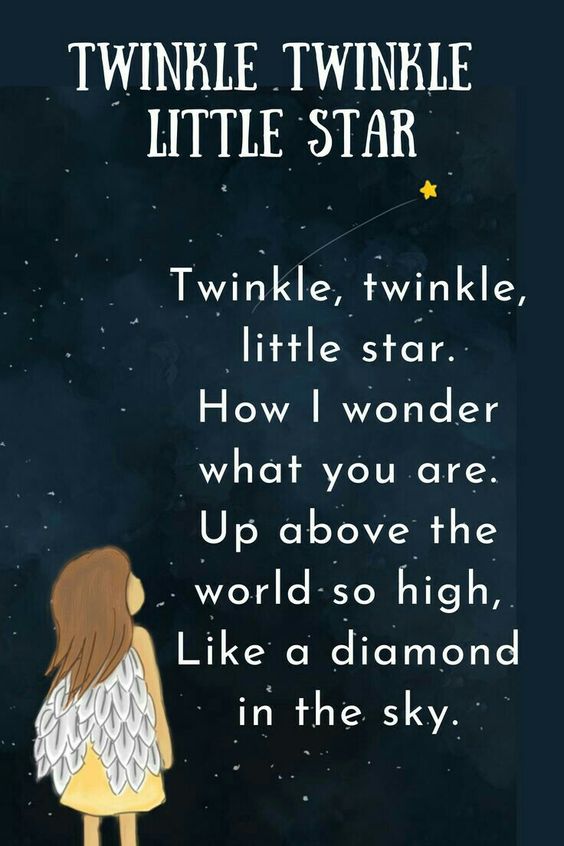 TWINKLE TWINKLE
LITTLE STAR
Twinkle, twinkle,
little star.
How I wonder
what you are.
Up above the
world so high,
Like a diamond
in the sky.